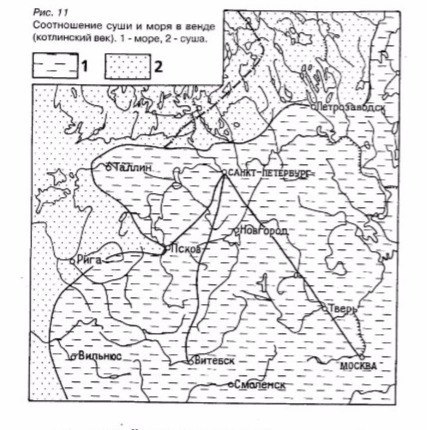 Рис. 11
Соотношение суши и моря в венде
(котлинский век). 1 - море, 2 - суша.
1
2
Петрозаводск
Таллин
САНКТ-ПЕТЕРБУРГ
Новгород
Псков
Рига
Тверь
Вильнюс
Витебск
МОСКВА
Смоленск